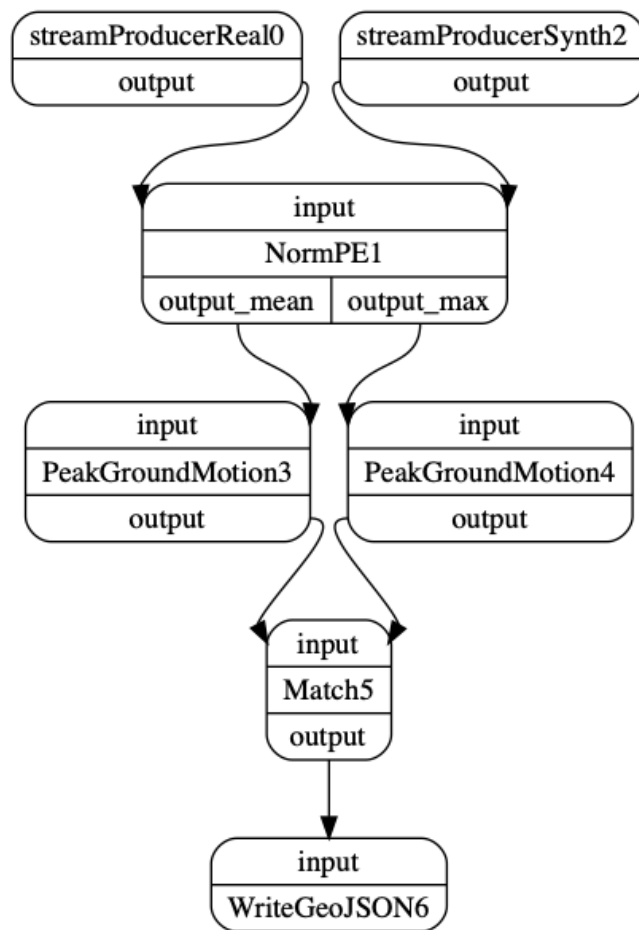 streamProducerReal0
output
streamProducerSynth2
output
input
NormPE1
output_mean
output_max
input
PeakGroundMotion3
output
input
PeakGroundMotion4
output
input
Match5
output
input
WriteGeoJSON6